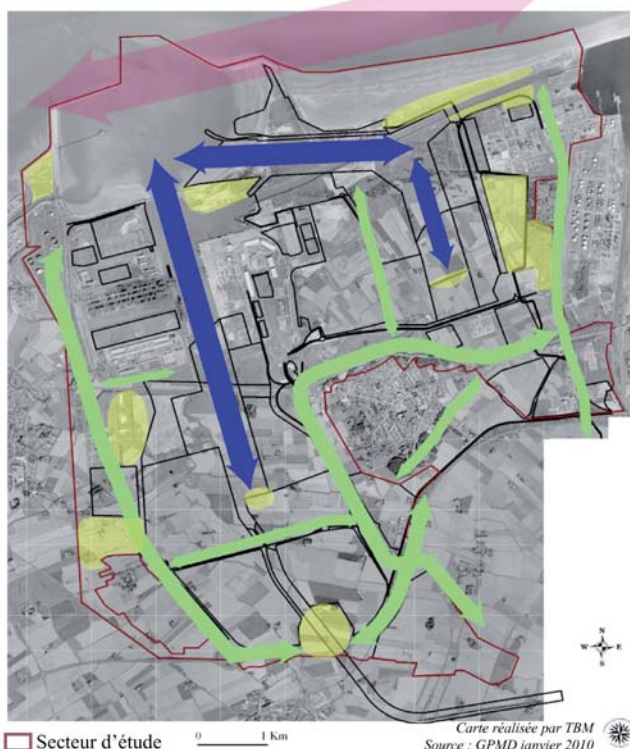 N
W E
S
Secteur d'étude
0 1 Km
Carte réalisée par TBM
Source : GPMD janvier 2010